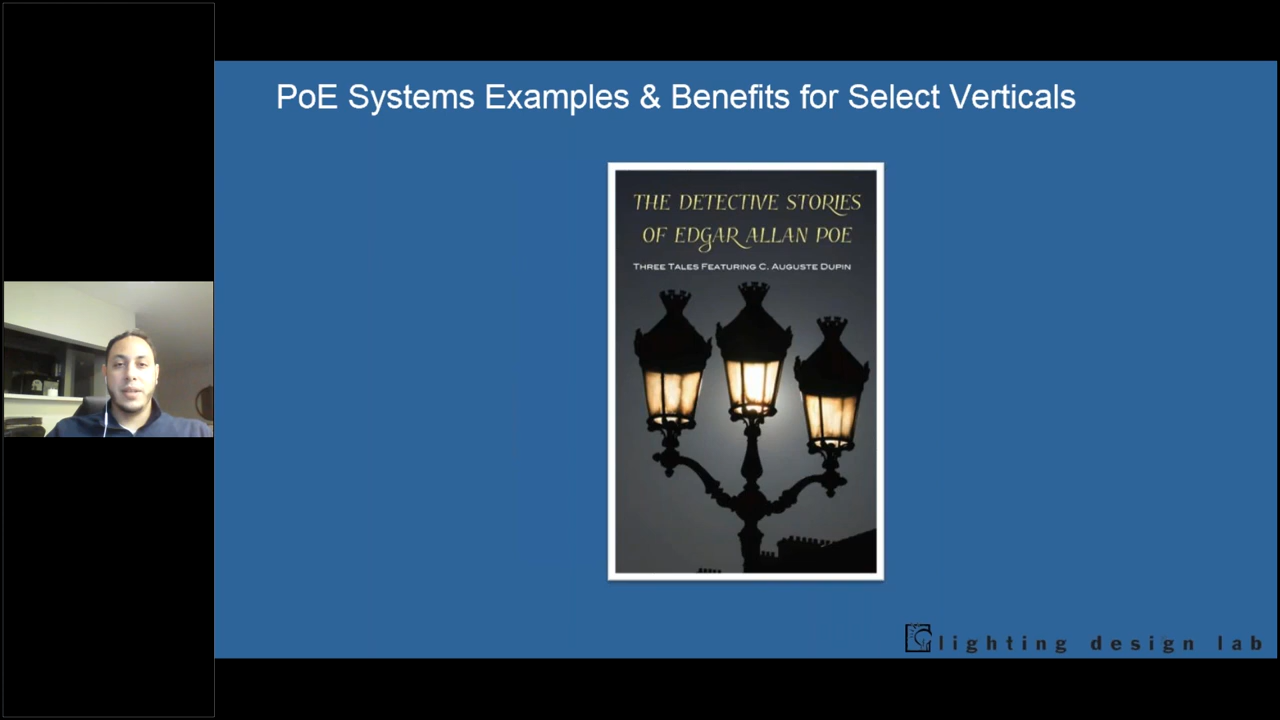 PoE Systems Examples & Benefits for Select Verticals
THE DETECTIVE STORIES
OF EDGAR ALLAN POE
THREE TALES FEATURING C. AUGUSTE DUPIN
lighting design lab